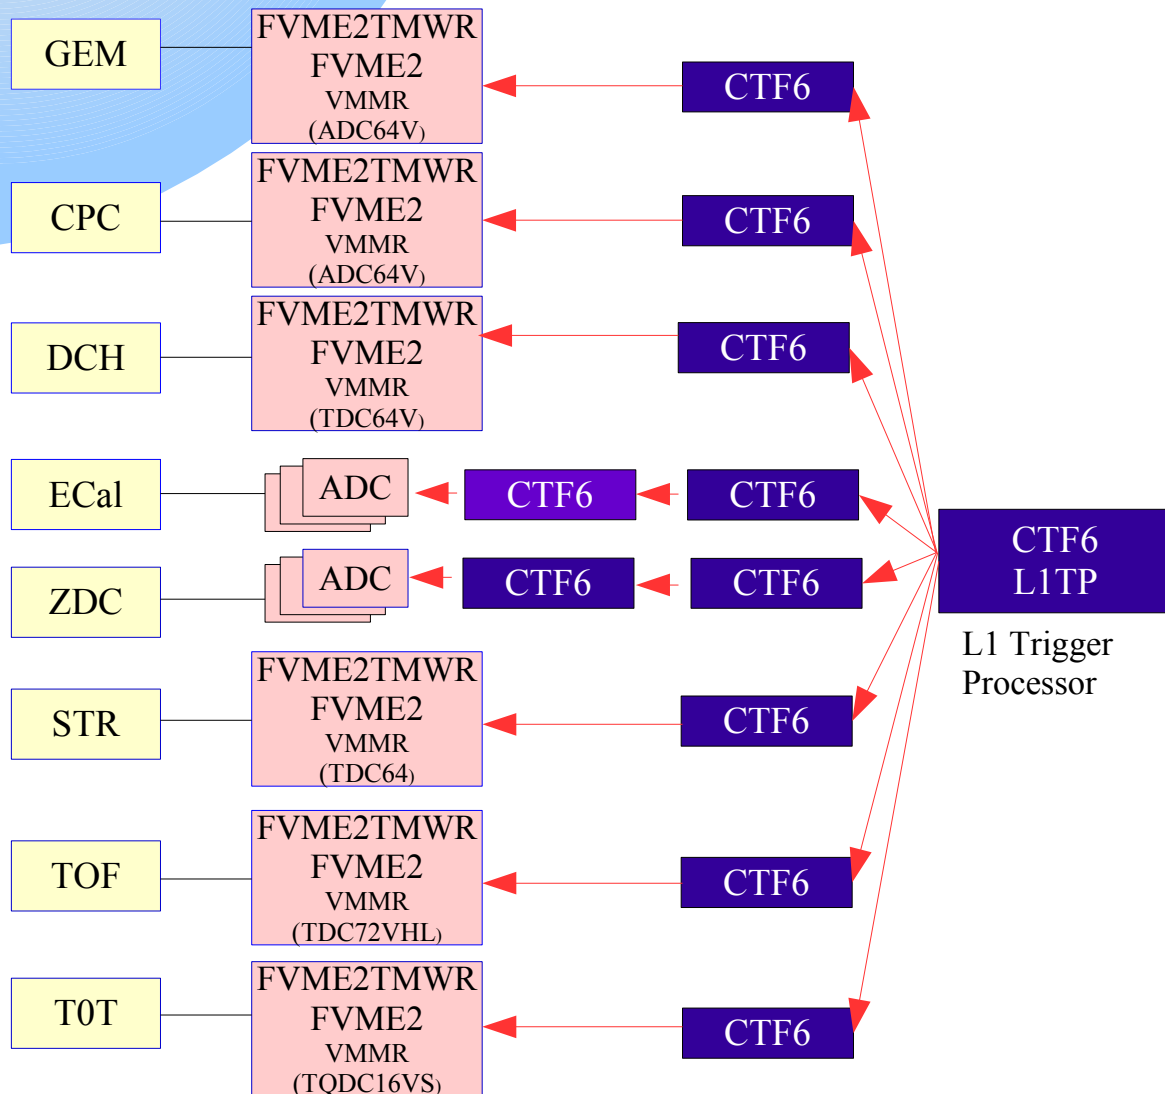 GEM
FVME2TMWR
FVME2
VMMR
(ADC64V)
CTF6
CPC
FVME2TMWR
FVME2
VMMR
(ADC64V)
CTF6
DCH
FVME2TMWR
FVME2
VMMR
(TDC64V)
CTF6
ECal
ADC
CTF6
CTF6
ZDC
ADC
CTF6
CTF6
CTF6
L1TP
L1 Trigger
Processor
STR
FVME2TMWR
FVME2
VMMR
(TDC64)
CTF6
TOF
FVME2TMWR
FVME2
VMMR
(TDC72VHL)
CTF6
T0T
FVME2TMWR
FVME2
VMMR
(TQDC16VS)
CTF6